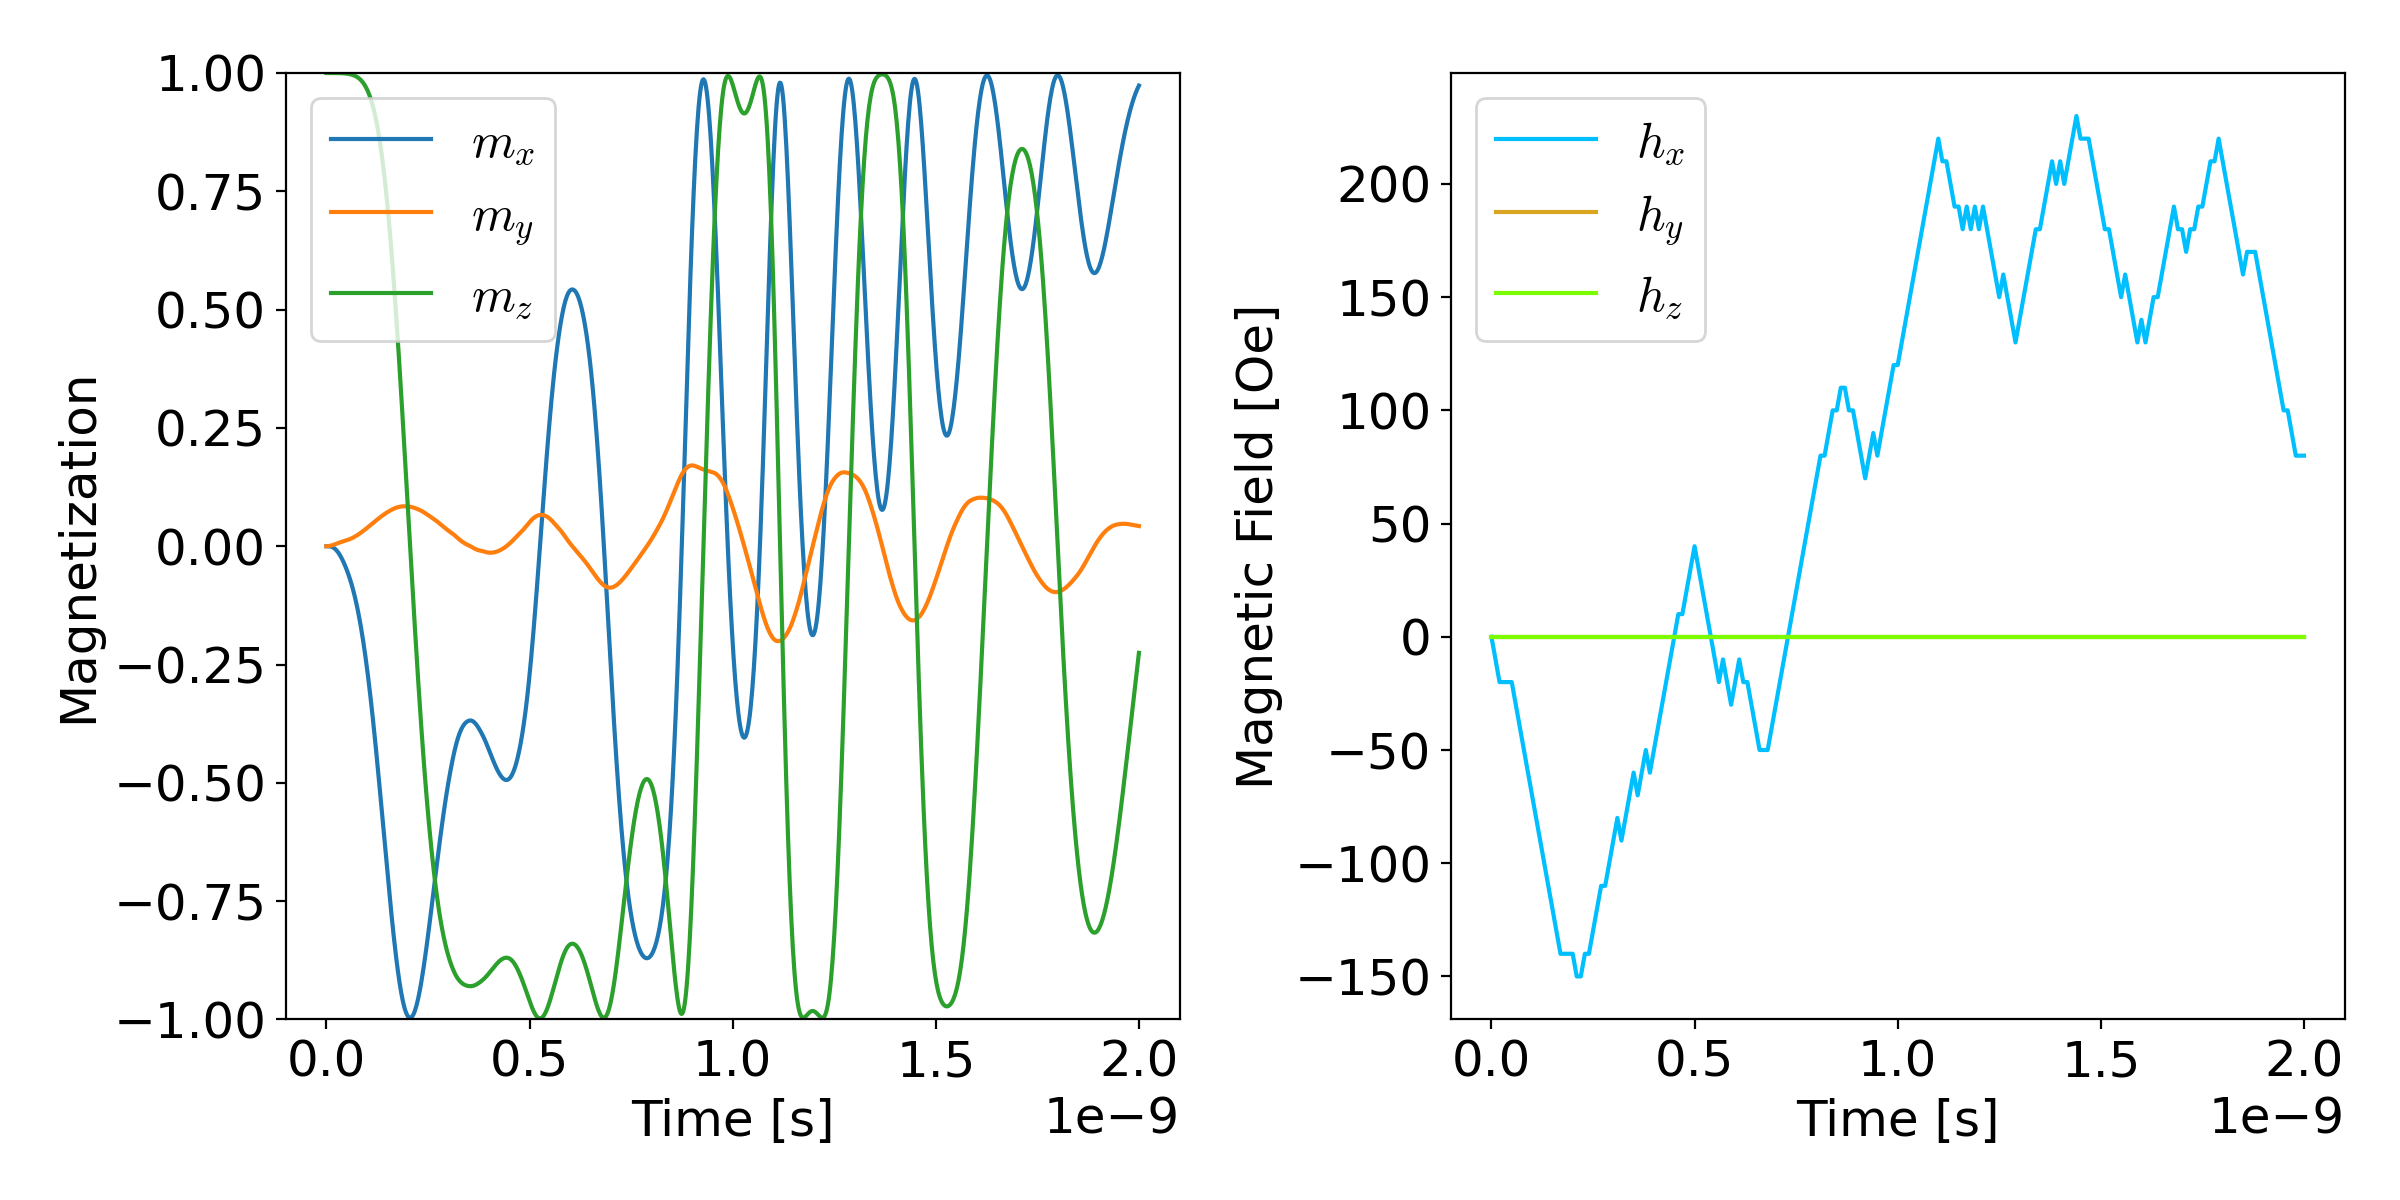 1.00
0.75
0.50
0.25
0.00
−0.25
−0.50
−0.75
−1.00
Magnetization
m_x
m_y
m_z
0.0 0.5 1.0 1.5 2.0
Time [s]
1e−9
200
150
100
50
0
−50
−100
−150
Magnetic Field [Oe]
h_x
h_y
h_z
0.0 0.5 1.0 1.5 2.0
Time [s]
1e−9